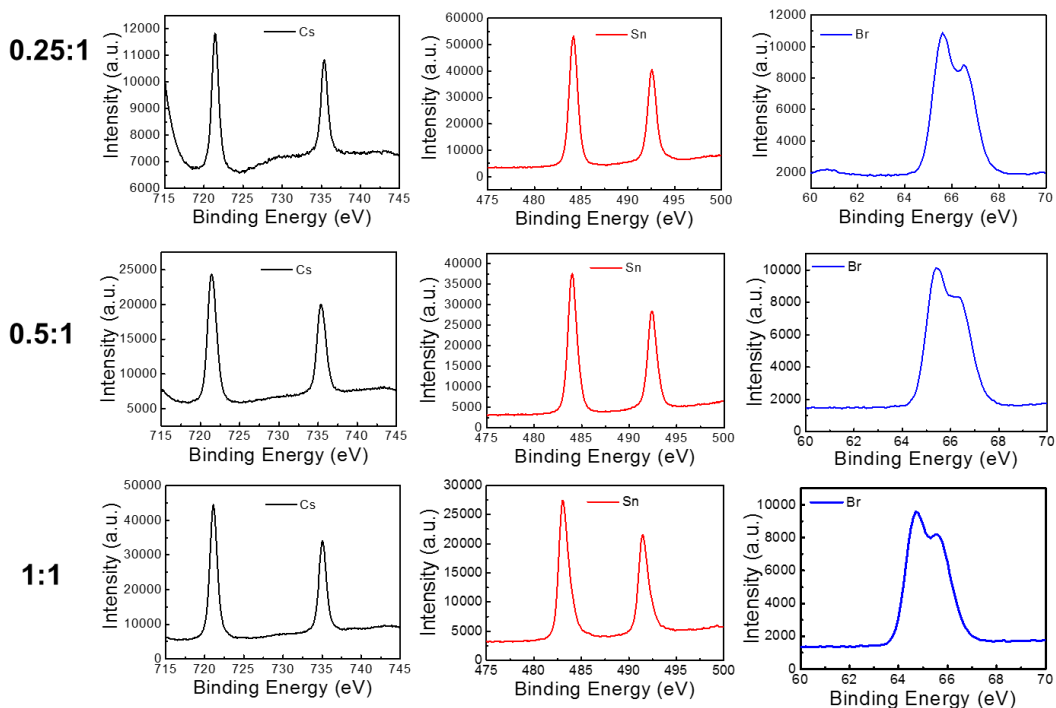 0.25:1
Intensity (a.u.)
12000
11000
10000
9000
8000
7000
6000
Cs
715 720 725 730 735 740 745
Binding Energy (eV)
Intensity (a.u.)
60000
50000
40000
30000
20000
10000
0
Sn
475 480 485 490 495 500
Binding Energy (eV)
Intensity (a.u.)
12000
10000
8000
6000
4000
2000
Br
60 62 64 66 68 70
Binding Energy (eV)
0.5:1
Intensity (a.u.)
25000
20000
15000
10000
5000
Cs
715 720 725 730 735 740 745
Binding Energy (eV)
Intensity (a.u.)
40000
35000
30000
25000
20000
15000
10000
5000
0
Sn
475 480 485 490 495 500
Binding Energy (eV)
Intensity (a.u.)
10000
8000
6000
4000
2000
0
Br
60 62 64 66 68 70
Binding Energy (eV)
1:1
Intensity (a.u.)
50000
40000
30000
20000
10000
0
Cs
715 720 725 730 735 740 745
Binding Energy (eV)
Intensity (a.u.)
30000
25000
20000
15000
10000
5000
0
Sn
475 480 485 490 495 500
Binding Energy (eV)
Intensity (a.u.)
10000
8000
6000
4000
2000
0
Br
60 62 64 66 68 70
Binding Energy (eV)